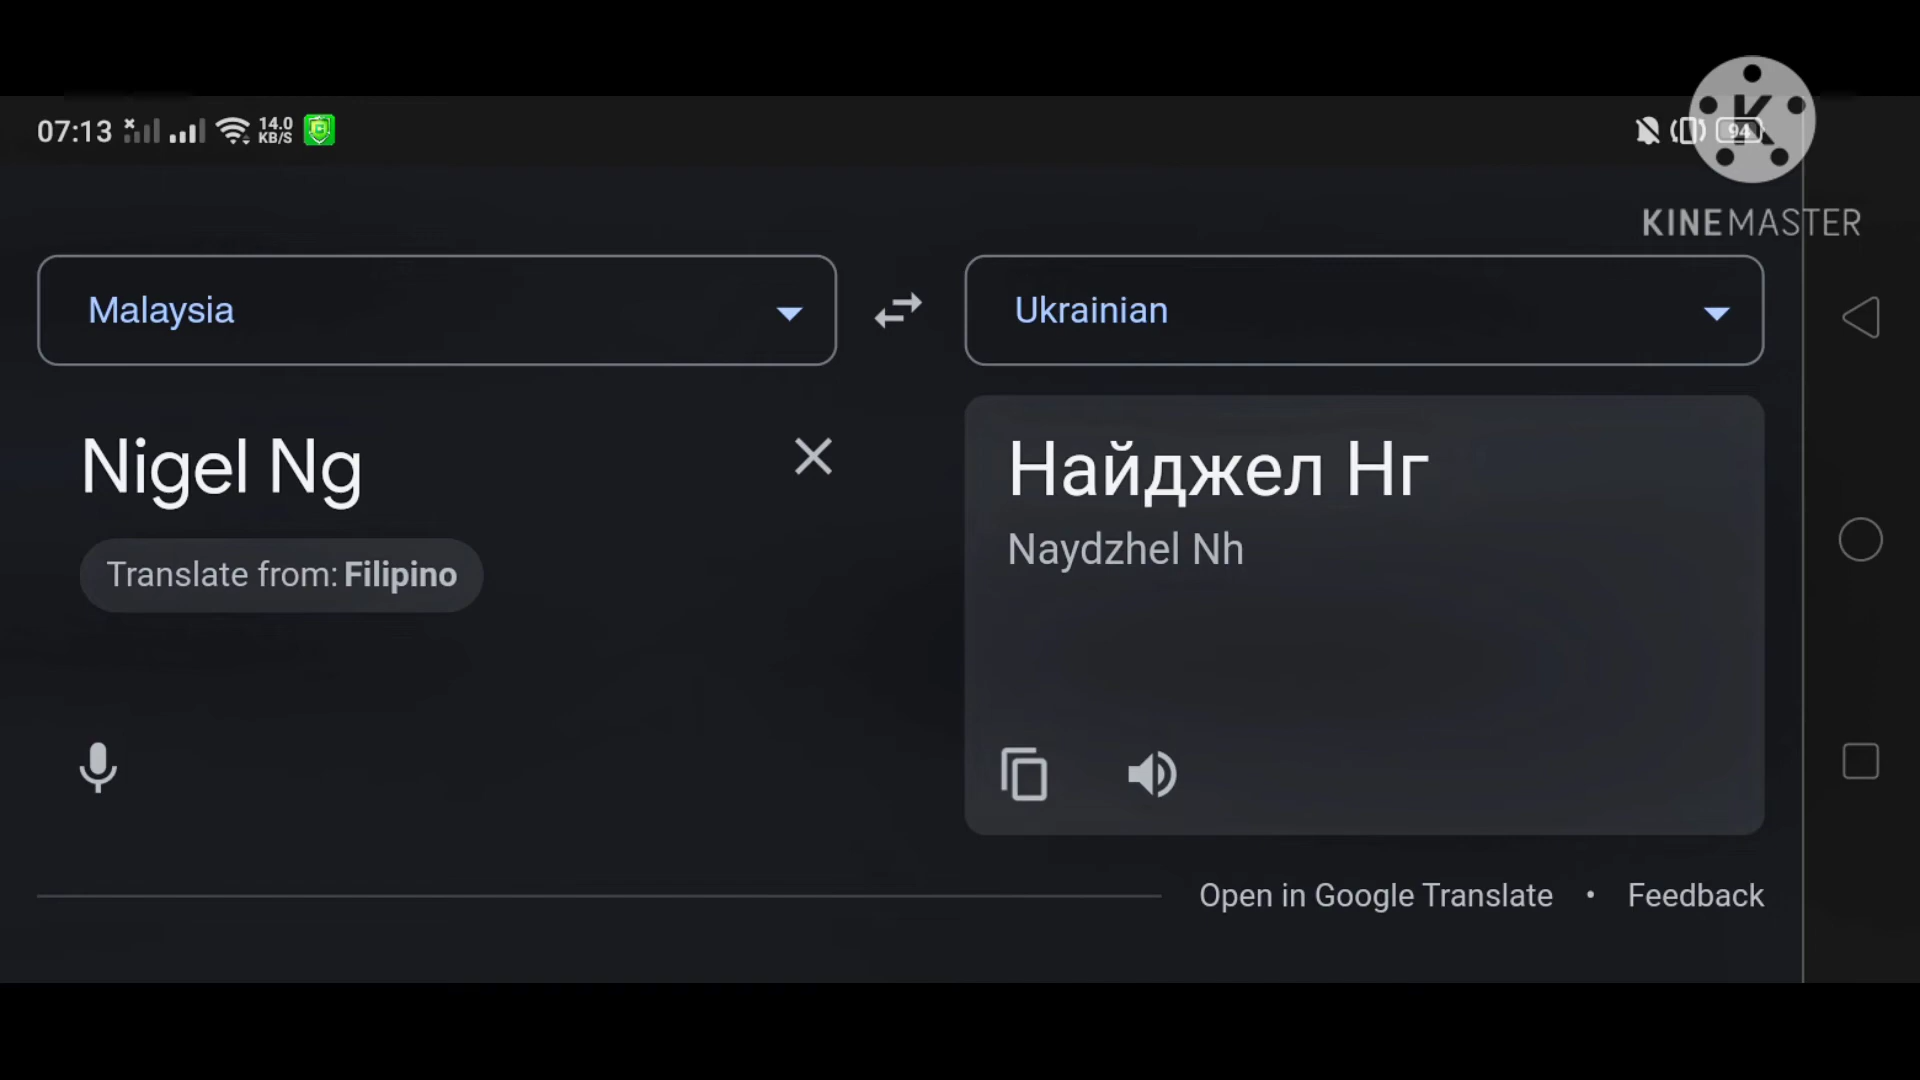 07:13
14.0
KB/S
94
KINEMASTER
Malaysia
Ukrainian
Nigel Ng
Translate from: Filipino
Найджел Нг
Naydzhel Nh
Open in Google Translate • Feedback